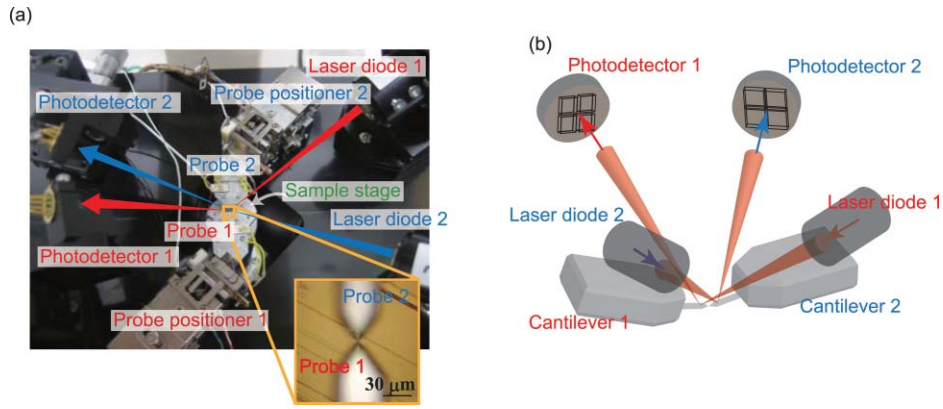 (a)
Laser diode 1
Photodetector 2
Probe positioner 2
Probe 2
Sample stage
Laser diode 2
Probe 1
Photodetector 1
Probe positioner 1
Probe 2
Probe 1
30 μm
(b)
Photodetector 1
Photodetector 2
Laser diode 2
Laser diode 1
Cantilever 1
Cantilever 2